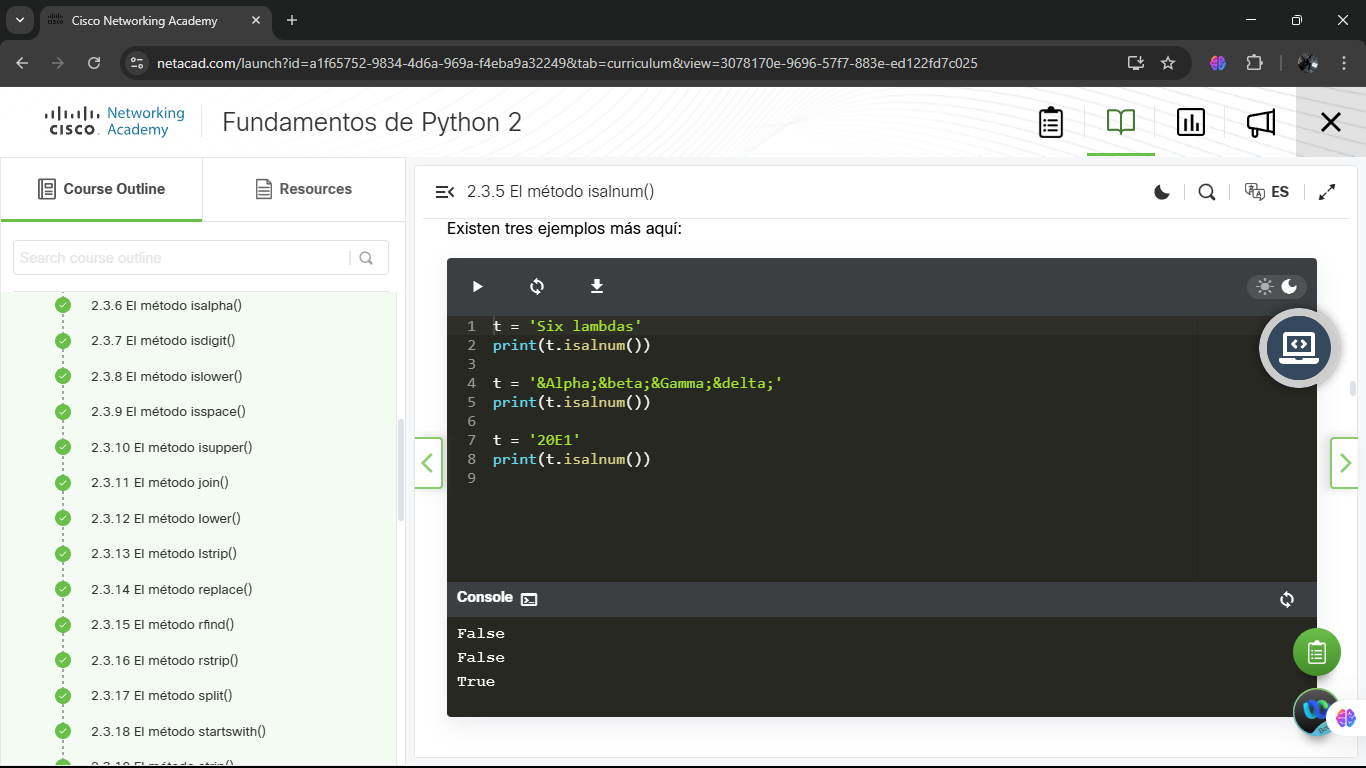 Cisco Networking Academy
netacad.com/launch?id=a1f65752-9834-4d6a-969a-f4eba9a32249&tab=curriculum&view=3078170e-9696-57f7-883e-ed122fd7c025
CISCO Networking Academy
Fundamentos de Python 2
Course Outline
Resources
Search course outline
2.3.6 El método isalpha()
2.3.7 El método isdigit()
2.3.8 El método islower()
2.3.9 El método isspace()
2.3.10 El método isupper()
2.3.11 El método join()
2.3.12 El método lower()
2.3.13 El método lstrip()
2.3.14 El método replace()
2.3.15 El método rfind()
2.3.16 El método rstrip()
2.3.17 El método split()
2.3.18 El método startswith()
2.3.5 El método isalnum()
ES
Existen tres ejemplos más aquí:
1 t = 'Six lambdas'
2 print(t.isalnum())
3
4 t = '&Alpha;&beta;&Gamma;&delta;'
5 print(t.isalnum())
6
7 t = '20E1'
8 print(t.isalnum())
9
Console
False
False
True